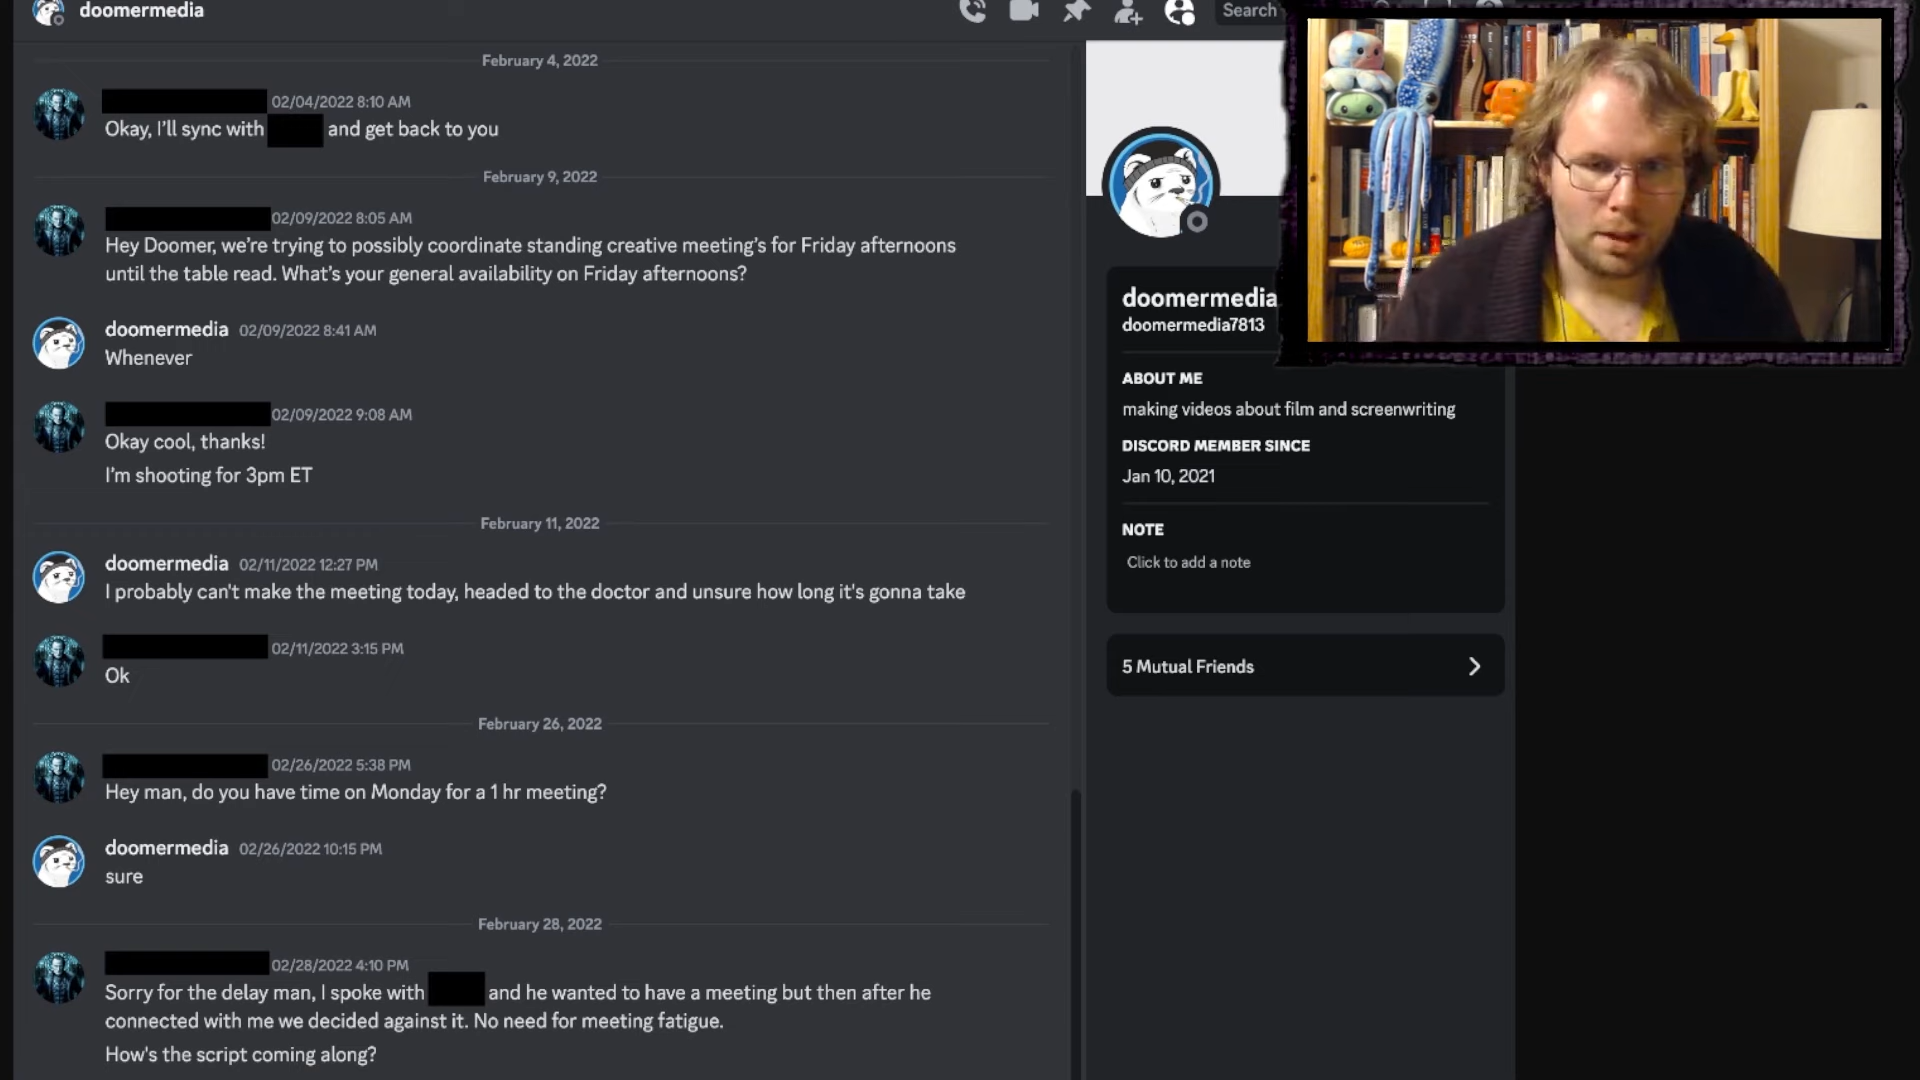 doomermedia
Search
February 4, 2022
02/04/2022 8:10 AM
Okay, I'll sync with and get back to you
February 9, 2022
02/09/2022 8:05 AM
Hey Doomer, we're trying to possibly coordinate standing creative meeting's for Friday afternoons
until the table read. What's your general availability on Friday afternoons?
doomermedia 02/09/2022 8:41 AM
Whenever
02/09/2022 9:08 AM
Okay cool, thanks!
I'm shooting for 3pm ET
February 11, 2022
doomermedia 02/11/2022 12:27 PM
I probably can't make the meeting today, headed to the doctor and unsure how long it's gonna take
02/11/2022 3:15 PM
Ok
February 26, 2022
02/26/2022 5:38 PM
Hey man, do you have time on Monday for a 1 hr meeting?
doomermedia 02/26/2022 10:15 PM
sure
February 28, 2022
02/28/2022 4:10 PM
Sorry for the delay man, I spoke with and he wanted to have a meeting but then after he
connected with me we decided against it. No need for meeting fatigue.
How's the script coming along?
doomermedia
doomermedia7813
ABOUT ME
making videos about film and screenwriting
DISCORD MEMBER SINCE
Jan 10, 2021
NOTE
Click to add a note
5 Mutual Friends